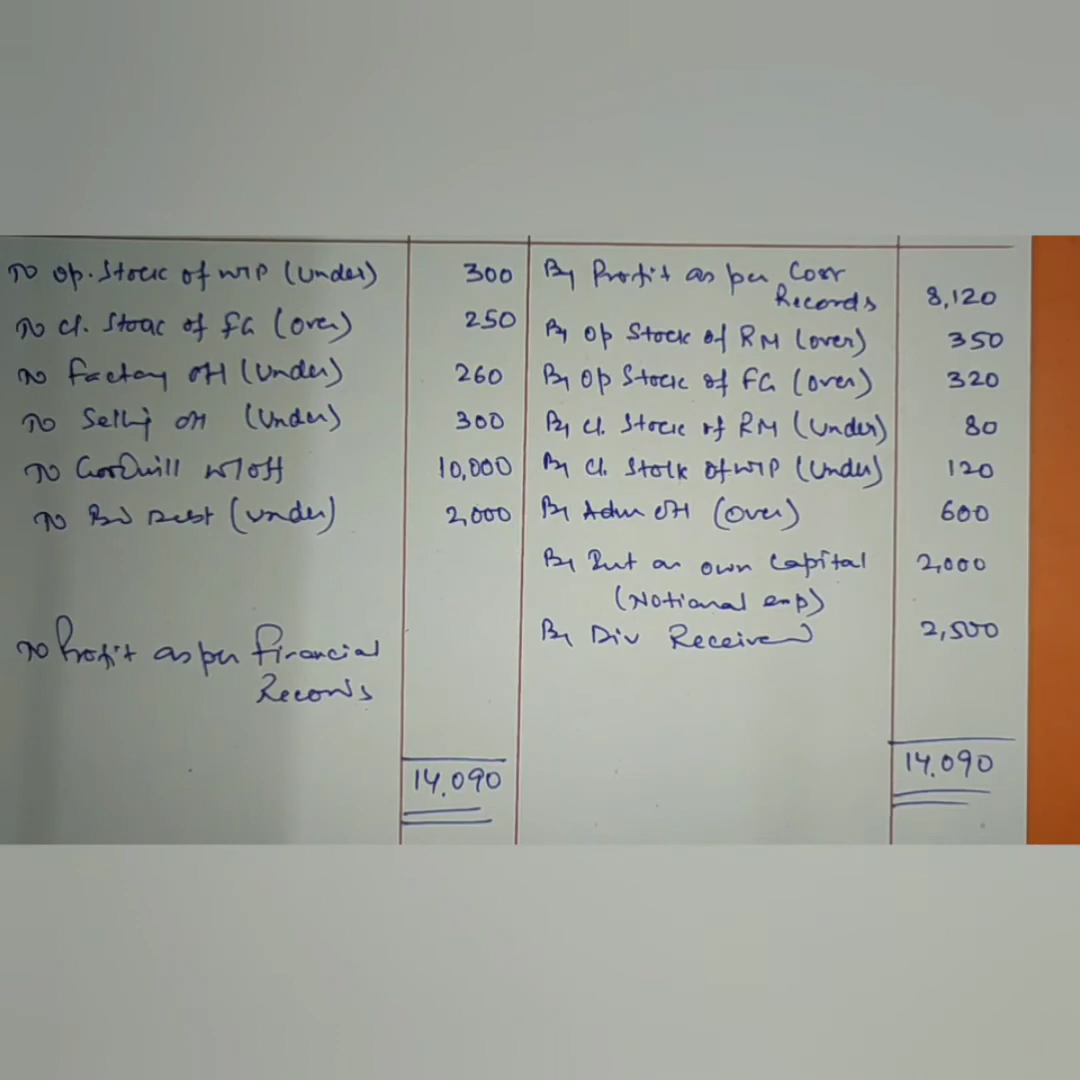 To Op. Stock of WIP (Under) 300
To Cl. Stock of FG (Over) 250
To Factory OH (Under) 260
To Selling OH (Under) 300
To Goodwill w/off 10,000
To Bad Debt (Under) 2,000
To Profit as per Financial
Records
14,090
By Profit as per Cost
Records 8,120
By Op Stock of RM (Over) 350
By Op Stock of FG (Over) 320
By Cl. Stock of RM (Under) 80
By Cl. Stock of WIP (Under) 120
By Adm OH (Over) 600
By Int on own Capital 2,000
(Notional exp)
By Div Received 2,500
14,090